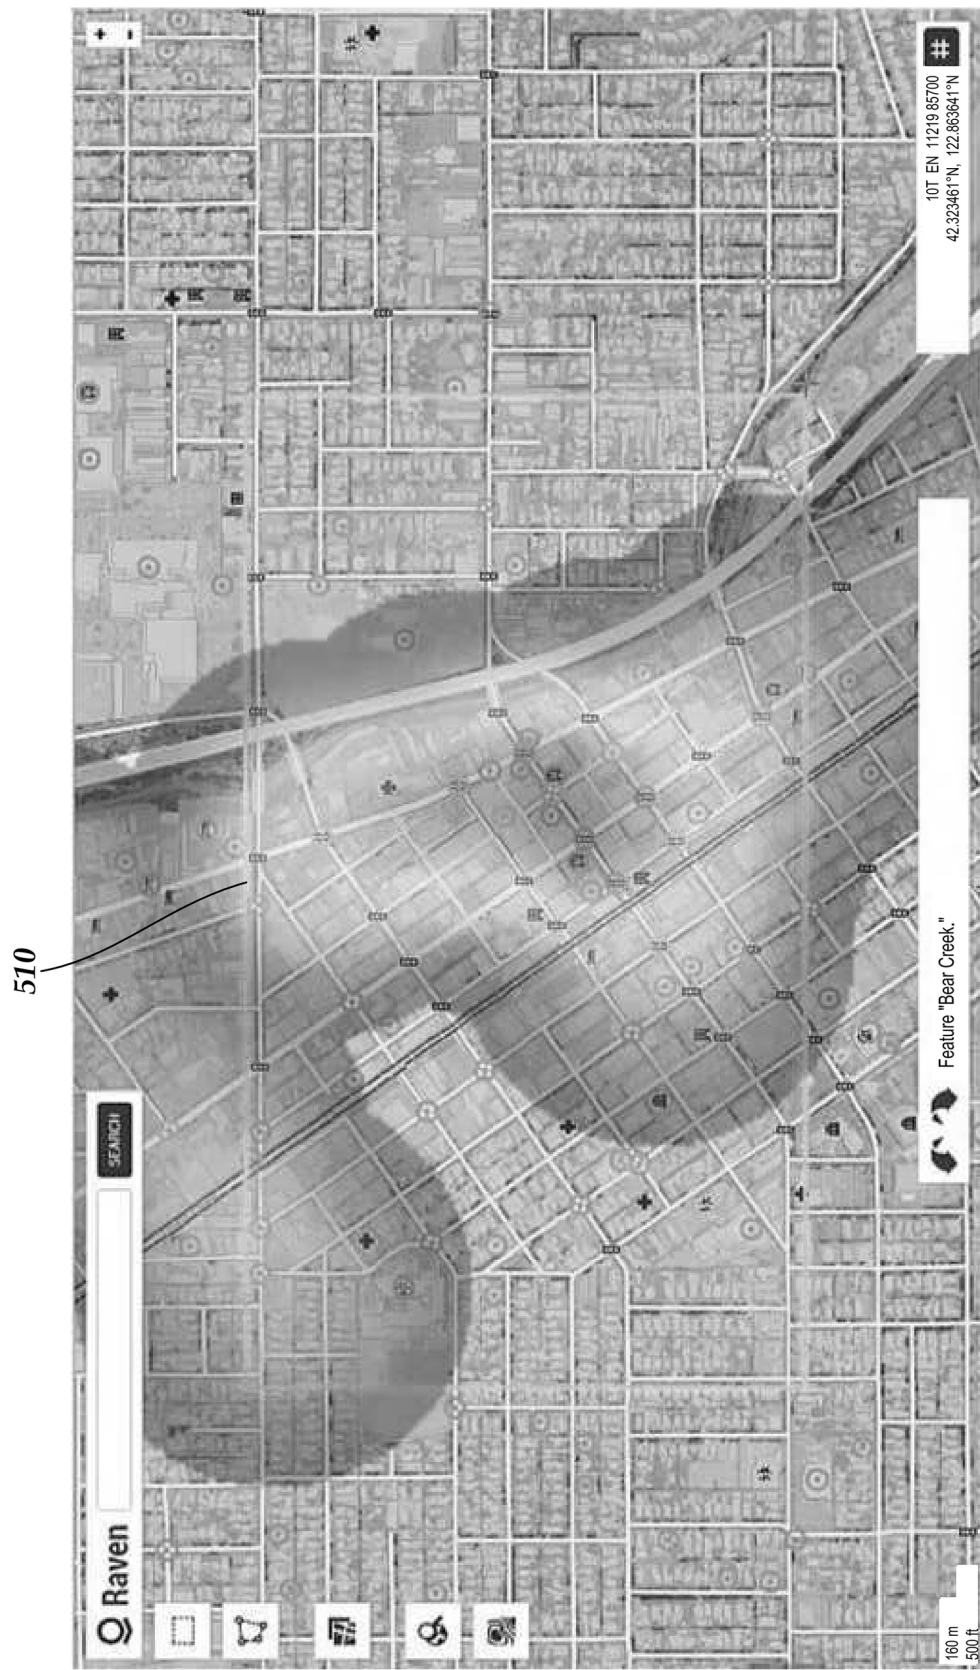 510
Raven
SEARCH
+
-
10T EN 11219 85700
42.323461°N, 122.863641°N
#
160 m
500 ft
Feature "Bear Creek."